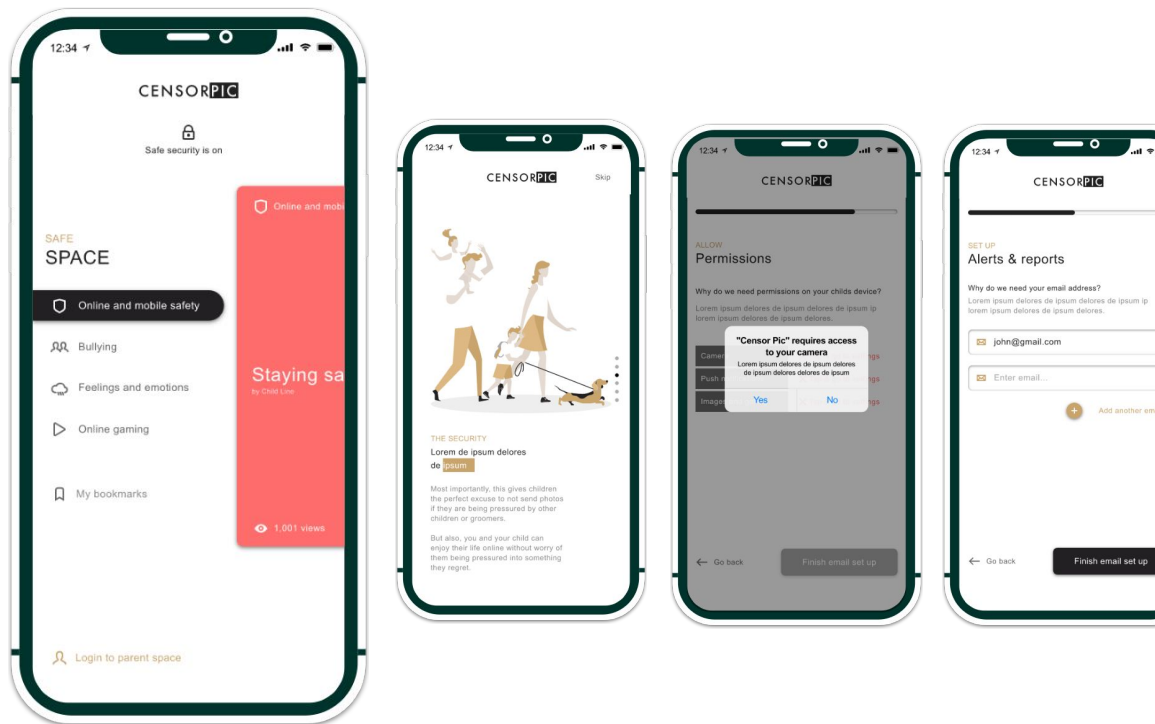 12:34
CENSORPIC
Safe security is on
SAFE
SPACE
Online and mobile safety
Bullying
Feelings and emotions
Online gaming
My bookmarks
Login to parent space
Online and mobi
Staying sa
by Child Line
1,001 views
12:34
CENSORPIC
Skip
THE SECURITY
Lorem de ipsum delores
de ipsum
Most importantly, this gives children
the perfect excuse to not send photos
if they are being pressured by other
children or groomers.
But also, you and your child can
enjoy their life online without worry of
them being pressured into something
they regret.
12:34
CENSORPIC
ALLOW
Permissions
Why do we need permissions on your childs device?
Lorem ipsum delores de ipsum delores de ipsum ip
lorem ipsum delores de ipsum delores.
"Censor Pic" requires access
to your camera
Lorem ipsum delores de ipsum delores
de ipsum delores delores de ipsum
Yes No
Camer
Push n
Images
Go back
Finish email set up
12:34
CENSORPIC
SET UP
Alerts & reports
Why do we need your email address?
Lorem ipsum delores de ipsum delores de ipsum ip
lorem ipsum delores de ipsum delores.
john@gmail.com
Enter email...
Add another em
Go back
Finish email set up